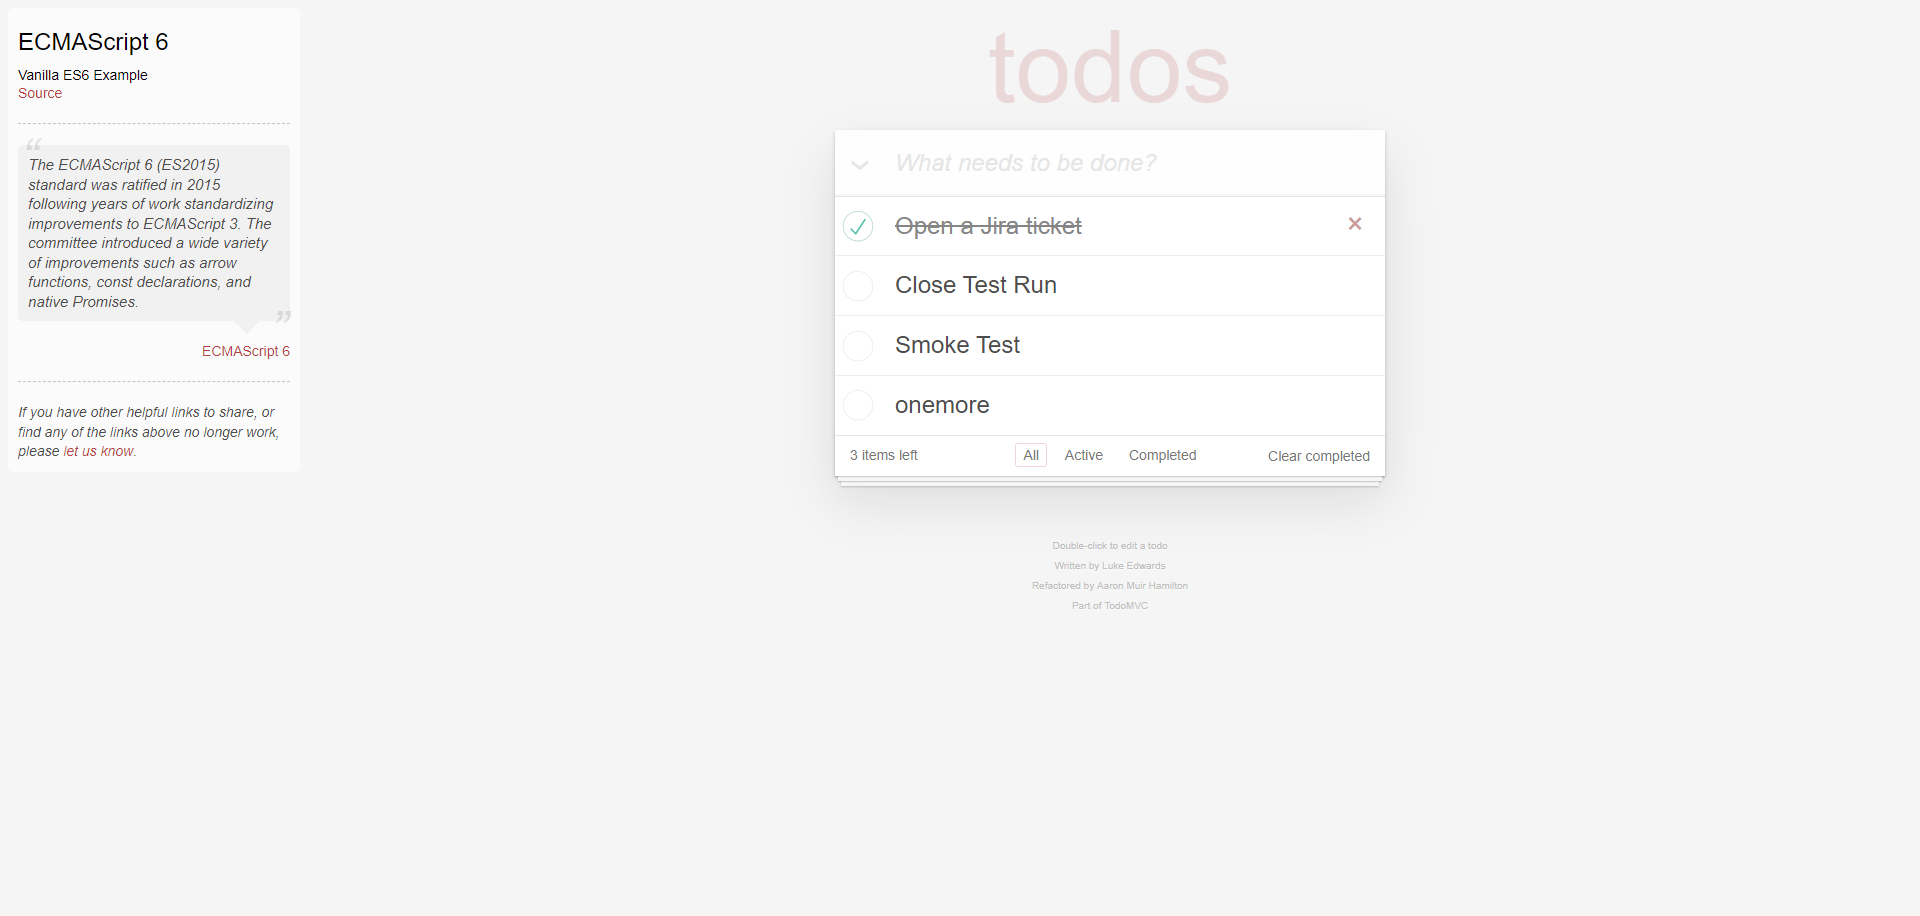 ECMAScript 6
Vanilla ES6 Example
Source
“
The ECMAScript 6 (ES2015)
standard was ratified in 2015
following years of work standardizing
improvements to ECMAScript 3. The
committee introduced a wide variety
of improvements such as arrow
functions, const declarations, and
native Promises.
”
ECMAScript 6
If you have other helpful links to share, or
find any of the links above no longer work,
please let us know.
todos
What needs to be done?
Open a Jira ticket
Close Test Run
Smoke Test
onemore
3 items left All Active Completed Clear completed
Double-click to edit a todo
Written by Luke Edwards
Refactored by Aaron Muir Hamilton
Part of TodoMVC